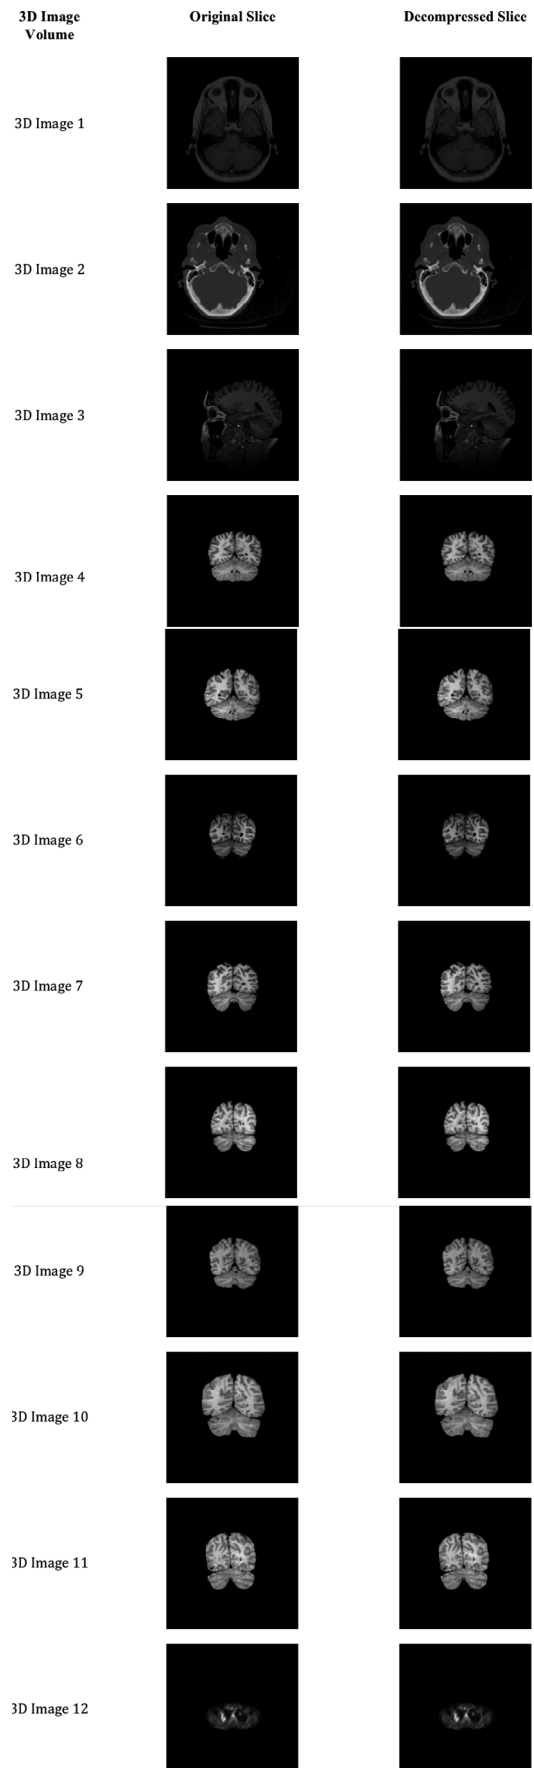 3D Image Original Slice Decompressed Slice
Volume
3D Image 1
3D Image 2
3D Image 3
3D Image 4
3D Image 5
3D Image 6
3D Image 7
3D Image 8
3D Image 9
3D Image 10
3D Image 11
3D Image 12